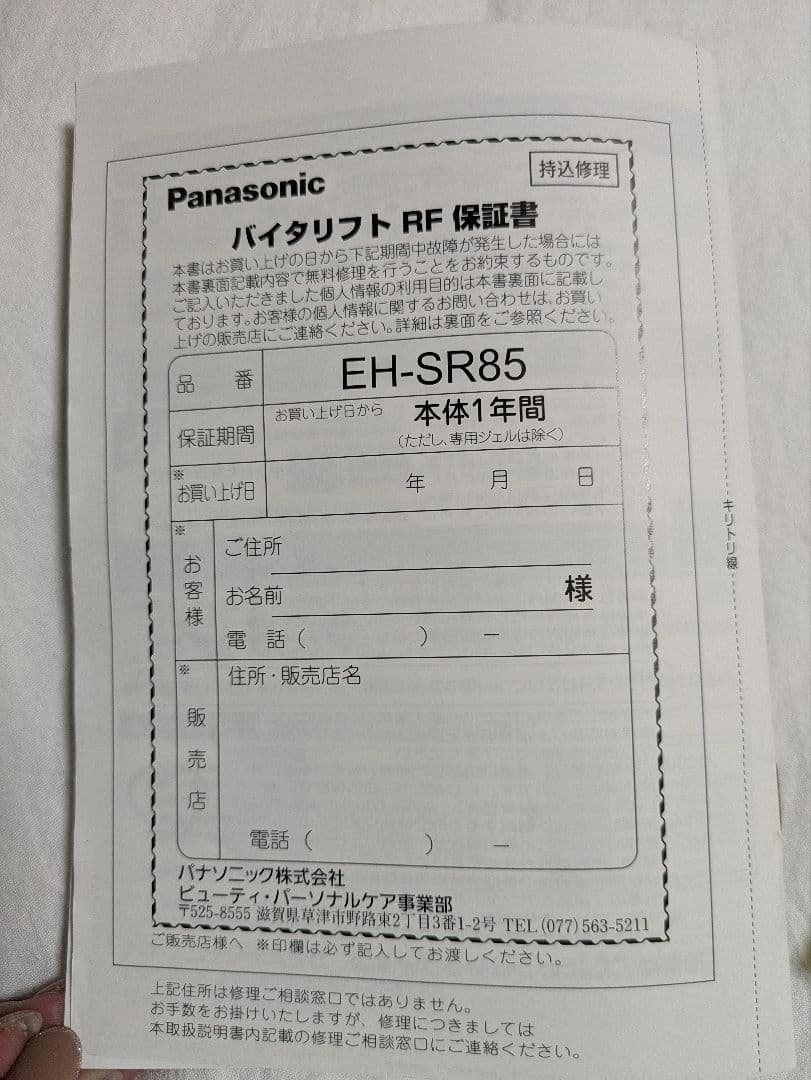 持込修理
Panasonic
バイタリフト RF 保証書
本書はお買い上げの日から下記期間中故障が発生した場合には
本書裏面記載内容で無料修理を行うことをお約束するものです。
ご記入いただきました個人情報の利用目的は本書裏面に記載し
ております。お客様の個人情報に関するお問い合わせは、お買い
上げの販売店にご連絡ください。詳細は裏面をご参照ください。
品 番 EH-SR85
保証期間 お買い上げ日から 本体1年間
(ただし、専用ジェルは除く)
※
お買い上げ日 年 月 日
※
お客様
ご住所
お名前 様
電 話 ( ) ー
※
販売店
住所・販売店名
電話 ( ) ー
パナソニック株式会社
ビューティ・パーソナルケア事業部
〒525-8555 滋賀県草津市野路東2丁目3番1-2号 TEL (077) 563-5211
ご販売店様へ ※印欄は必ず記入してお渡しください。
キリトリ線
上記住所は修理ご相談窓口ではありません。
お手数をお掛けいたしますが、修理につきましては
本取扱説明書内記載の修理ご相談窓口にご連絡ください。